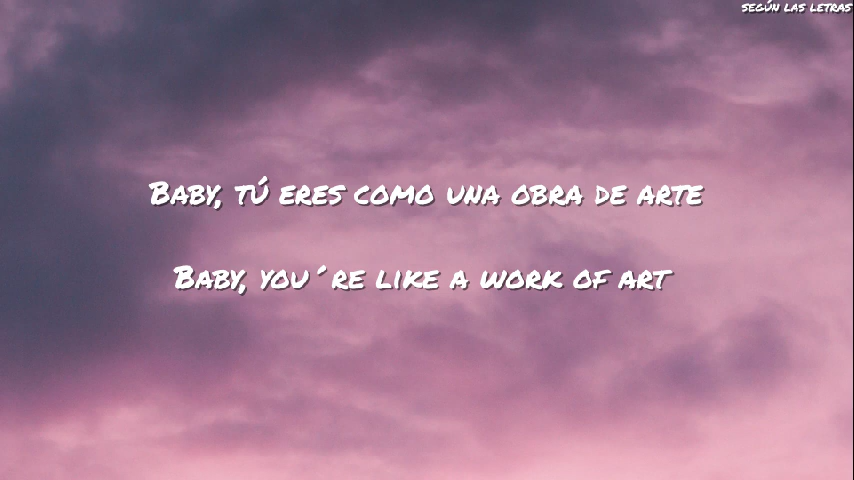 SEGÚN LAS LETRAS
BABY, TÚ ERES COMO UNA OBRA DE ARTE
BABY, YOU´RE LIKE A WORK OF ART